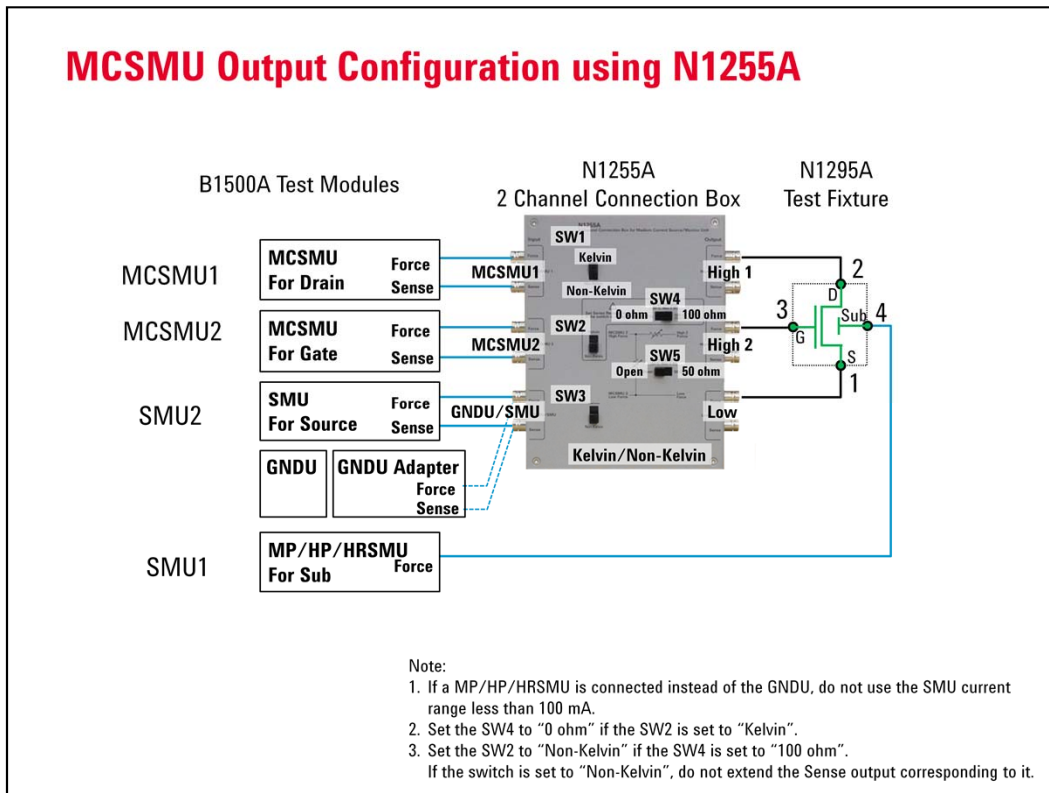 MCSMU Output Configuration using N1255A
B1500A Test Modules
N1255A
2 Channel Connection Box
N1295A
Test Fixture
MCSMU1
MCSMU
For Drain
Force
Sense
MCSMU2
MCSMU
For Gate
Force
Sense
SMU2
SMU
For Source
Force
Sense
GNDU
GNDU Adapter
Force
Sense
SMU1
MP/HP/HRSMU
For Sub
Force
N1255A
Input
Output
SW1
Kelvin
Non-Kelvin
MCSMU1
High 1
SW4
0 ohm
100 ohm
SW2
MCSMU2
High 2
SW5
Open
50 ohm
SW3
GNDU/SMU
Low
Kelvin/Non-Kelvin
2
D
3
G
Sub
4
S
1
Note:
1. If a MP/HP/HRSMU is connected instead of the GNDU, do not use the SMU current
range less than 100 mA.
2. Set the SW4 to “0 ohm” if the SW2 is set to “Kelvin”.
3. Set the SW2 to “Non-Kelvin” if the SW4 is set to “100 ohm”.
If the switch is set to “Non-Kelvin”, do not extend the Sense output corresponding to it.